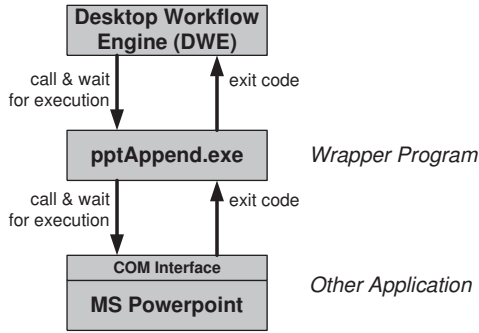 Desktop Workflow
Engine (DWE)
call & wait
for execution
exit code
pptAppend.exe
Wrapper Program
call & wait
for execution
exit code
COM Interface
MS Powerpoint
Other Application